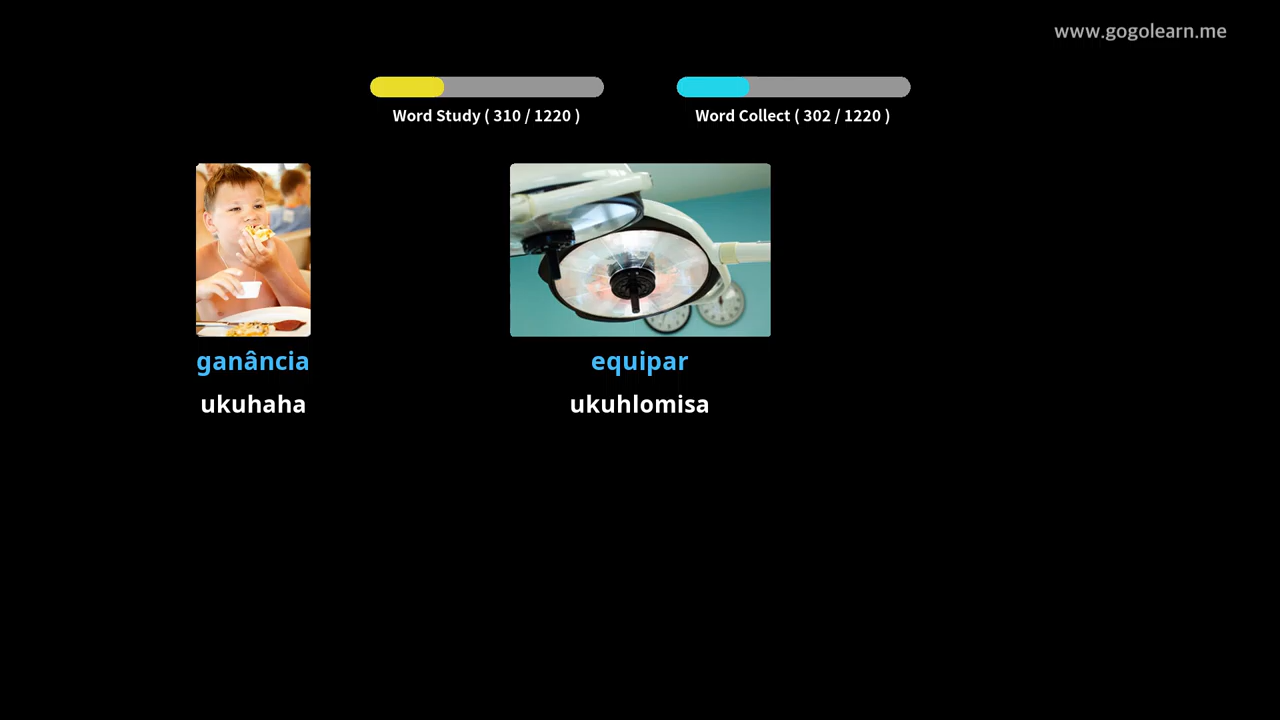 www.gogolearn.me
Word Study ( 310 / 1220 )
Word Collect ( 302 / 1220 )
ganância
equipar
ukuhaha
ukuhlomisa